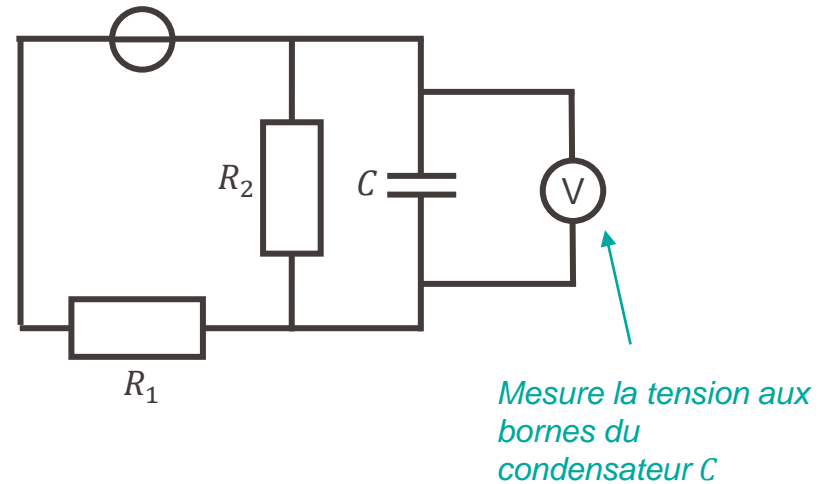 R₂
C
V
R₁
Mesure la tension aux
bornes du
condensateur C